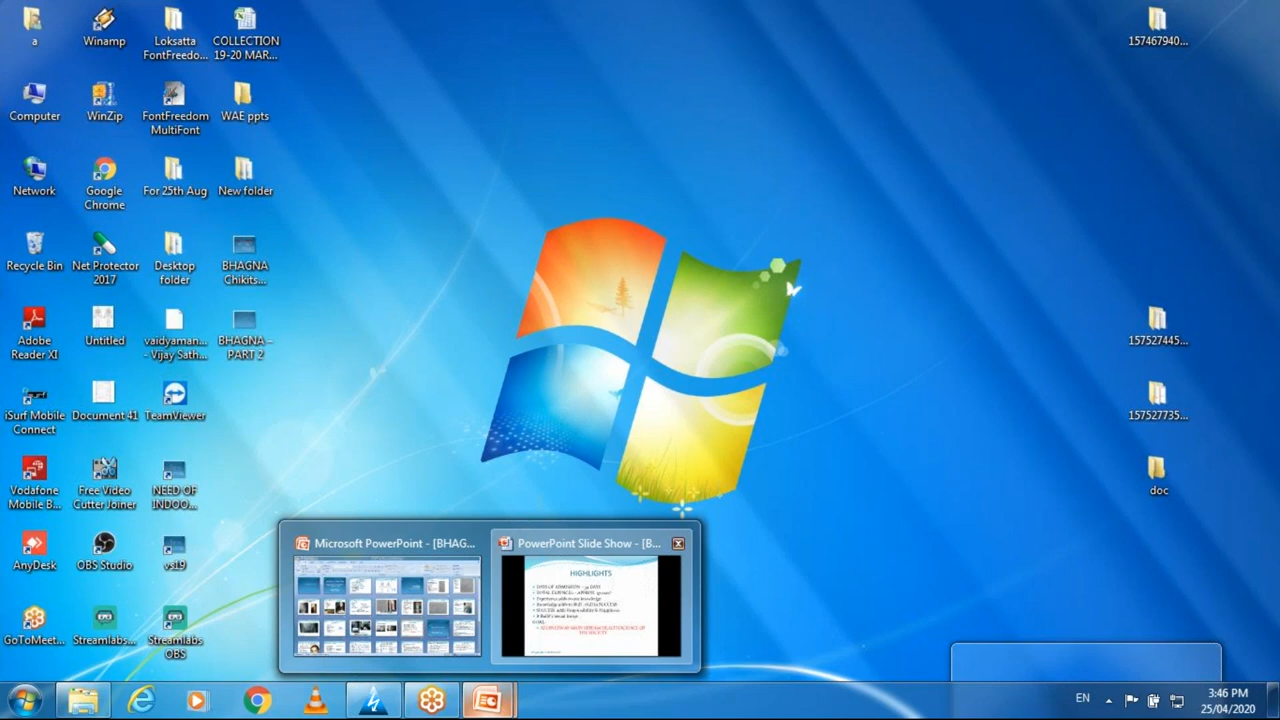 a
Winamp
Loksatta
FontFreedo...
COLLECTION
19-20 MAR...
157467940...
Computer
WinZip
FontFreedom
MultiFont
WAE ppts
Network
Google
Chrome
For 25th Aug
New folder
Recycle Bin
Net Protector
2017
Desktop
folder
BHAGNA
Chikits...
Adobe
Reader XI
Untitled
vaidyaman...
- Vijay Sath...
BHAGNA -
PART 2
157527445...
iSurf Mobile
Connect
Document 41
TeamViewer
157527735...
Vodafone
Mobile B...
Free Video
Cutter Joiner
NEED OF
INDOO...
doc
AnyDesk
OBS Studio
vs19
GoToMeet...
Streamlabs...
Streamlabs
OBS
Microsoft PowerPoint - [BHAG...
PowerPoint Slide Show - [B...
HIGHLIGHTS
EN
3:46 PM
25/04/2020